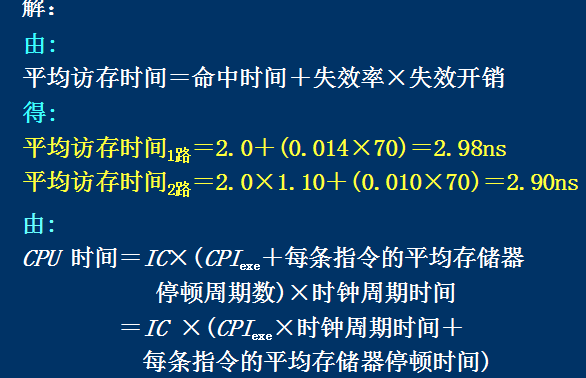 解：
由：
平均访存时间＝命中时间＋失效率×失效开销
得：
平均访存时间1路＝2.0＋(0.014×70)＝2.98ns
平均访存时间2路＝2.0×1.10＋(0.010×70)＝2.90ns
由：
CPU 时间＝IC×(CPIexe＋每条指令的平均存储器
停顿周期数)×时钟周期时间
＝IC ×(CPIexe×时钟周期时间＋
每条指令的平均存储器停顿时间)